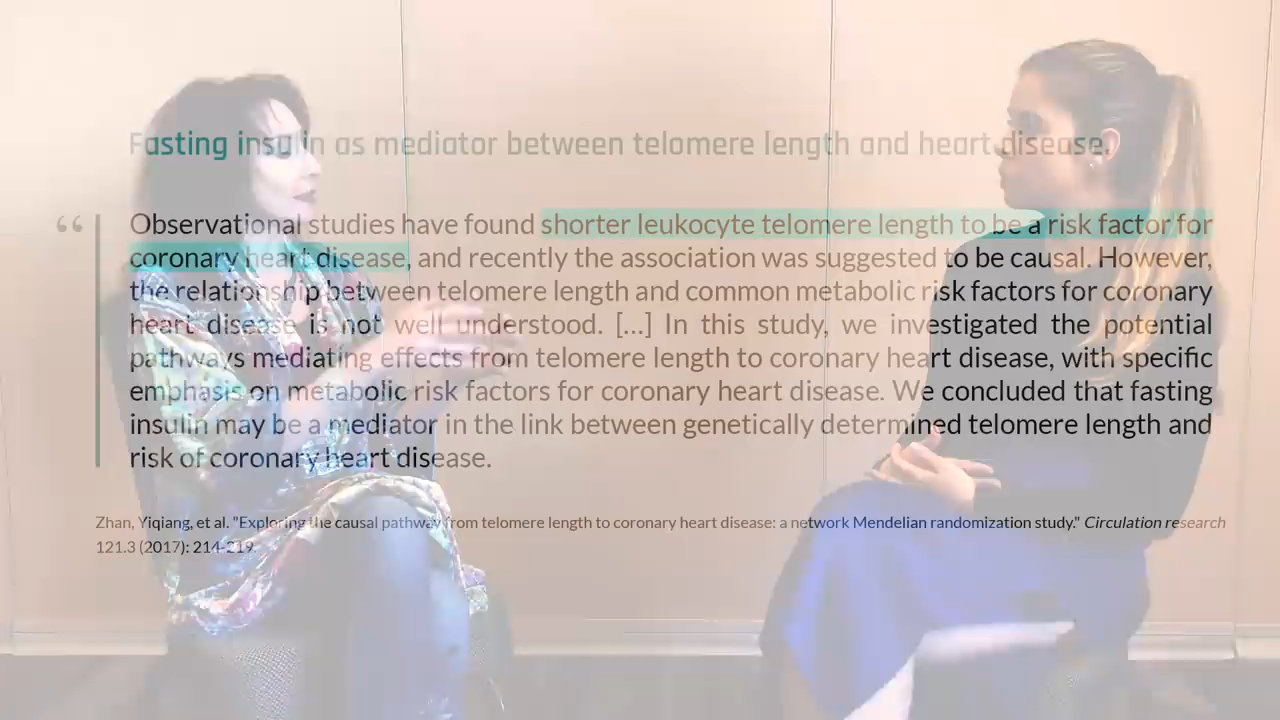 Fasting insulin as mediator between telomere length and heart disease.
“ Observational studies have found shorter leukocyte telomere length to be a risk factor for
coronary heart disease, and recently the association was suggested to be causal. However,
the relationship between telomere length and common metabolic risk factors for coronary
heart disease is not well understood. [...] In this study, we investigated the potential
pathways mediating effects from telomere length to coronary heart disease, with specific
emphasis on metabolic risk factors for coronary heart disease. We concluded that fasting
insulin may be a mediator in the link between genetically determined telomere length and
risk of coronary heart disease.
Zhan, Yiqiang, et al. "Exploring the causal pathway from telomere length to coronary heart disease: a network Mendelian randomization study." Circulation research
121.3 (2017): 214-219.